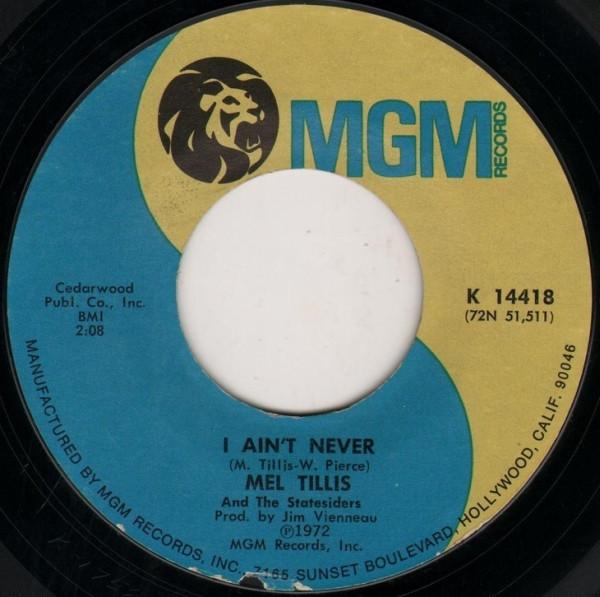 MGM
RECORDS
Cedarwood
Publ. Co., Inc.
BMI
2:08
K 14418
(72N 51,511)
I AIN'T NEVER
(M. Tillis-W. Pierce)
MEL TILLIS
And The Statesiders
Prod. by Jim Vienneau
Ⓟ1972
MGM Records, Inc.
MANUFACTURED BY MGM RECORDS, INC., 7165 SUNSET BOULEVARD, HOLLYWOOD, CALIF. 90046